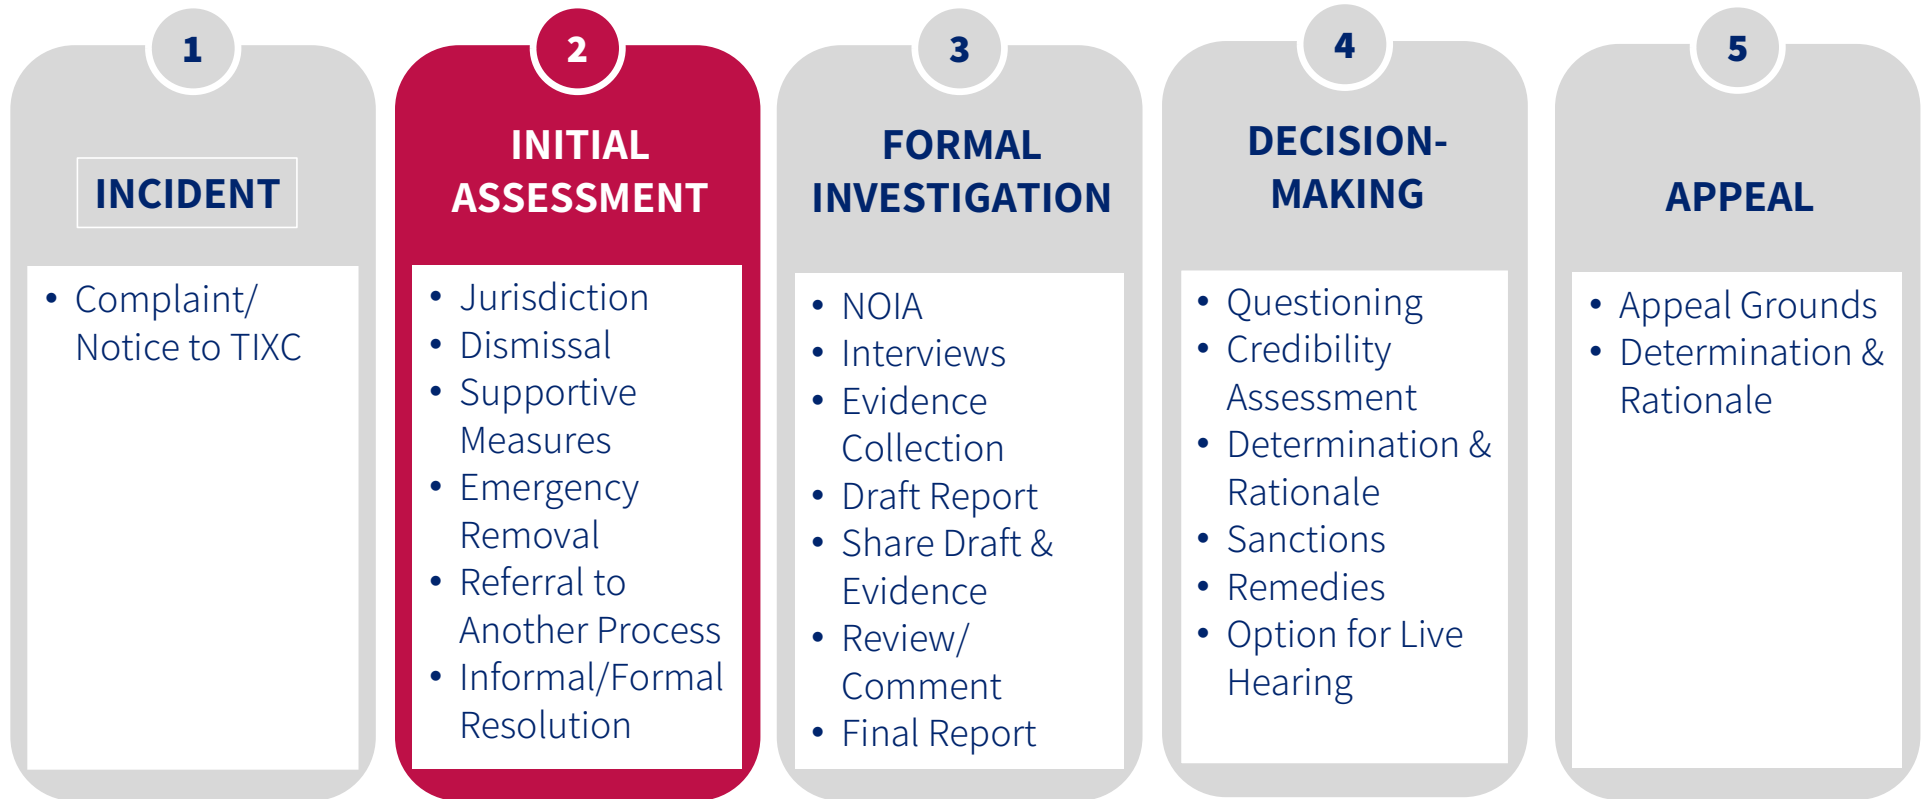 1
INCIDENT
• Complaint/
Notice to TIXC
2
INITIAL
ASSESSMENT
• Jurisdiction
• Dismissal
• Supportive
Measures
• Emergency
Removal
• Referral to
Another Process
• Informal/Formal
Resolution
3
FORMAL
INVESTIGATION
• NOIA
• Interviews
• Evidence
Collection
• Draft Report
• Share Draft &
Evidence
• Review/
Comment
• Final Report
4
DECISION-
MAKING
• Questioning
• Credibility
Assessment
• Determination &
Rationale
• Sanctions
• Remedies
• Option for Live
Hearing
5
APPEAL
• Appeal Grounds
• Determination &
Rationale